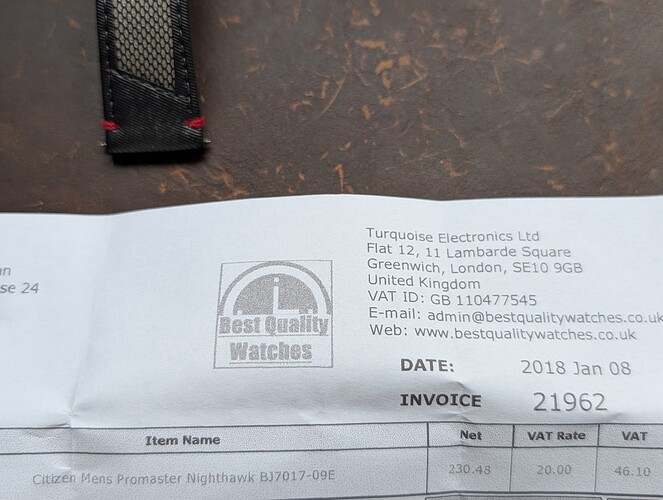 Turquoise Electronics Ltd
Flat 12, 11 Lambarde Square
Greenwich, London, SE10 9GB
United Kingdom
VAT ID: GB 110477545
E-mail: admin@bestqualitywatches.co.uk
Web: www.bestqualitywatches.co.uk
se 24
Best Quality
Watches
DATE: 2018 Jan 08
INVOICE 21962
Item Name Net VAT Rate VAT
Citizen Mens Promaster Nighthawk BJ7017-09E 230.48 20.00 46.10